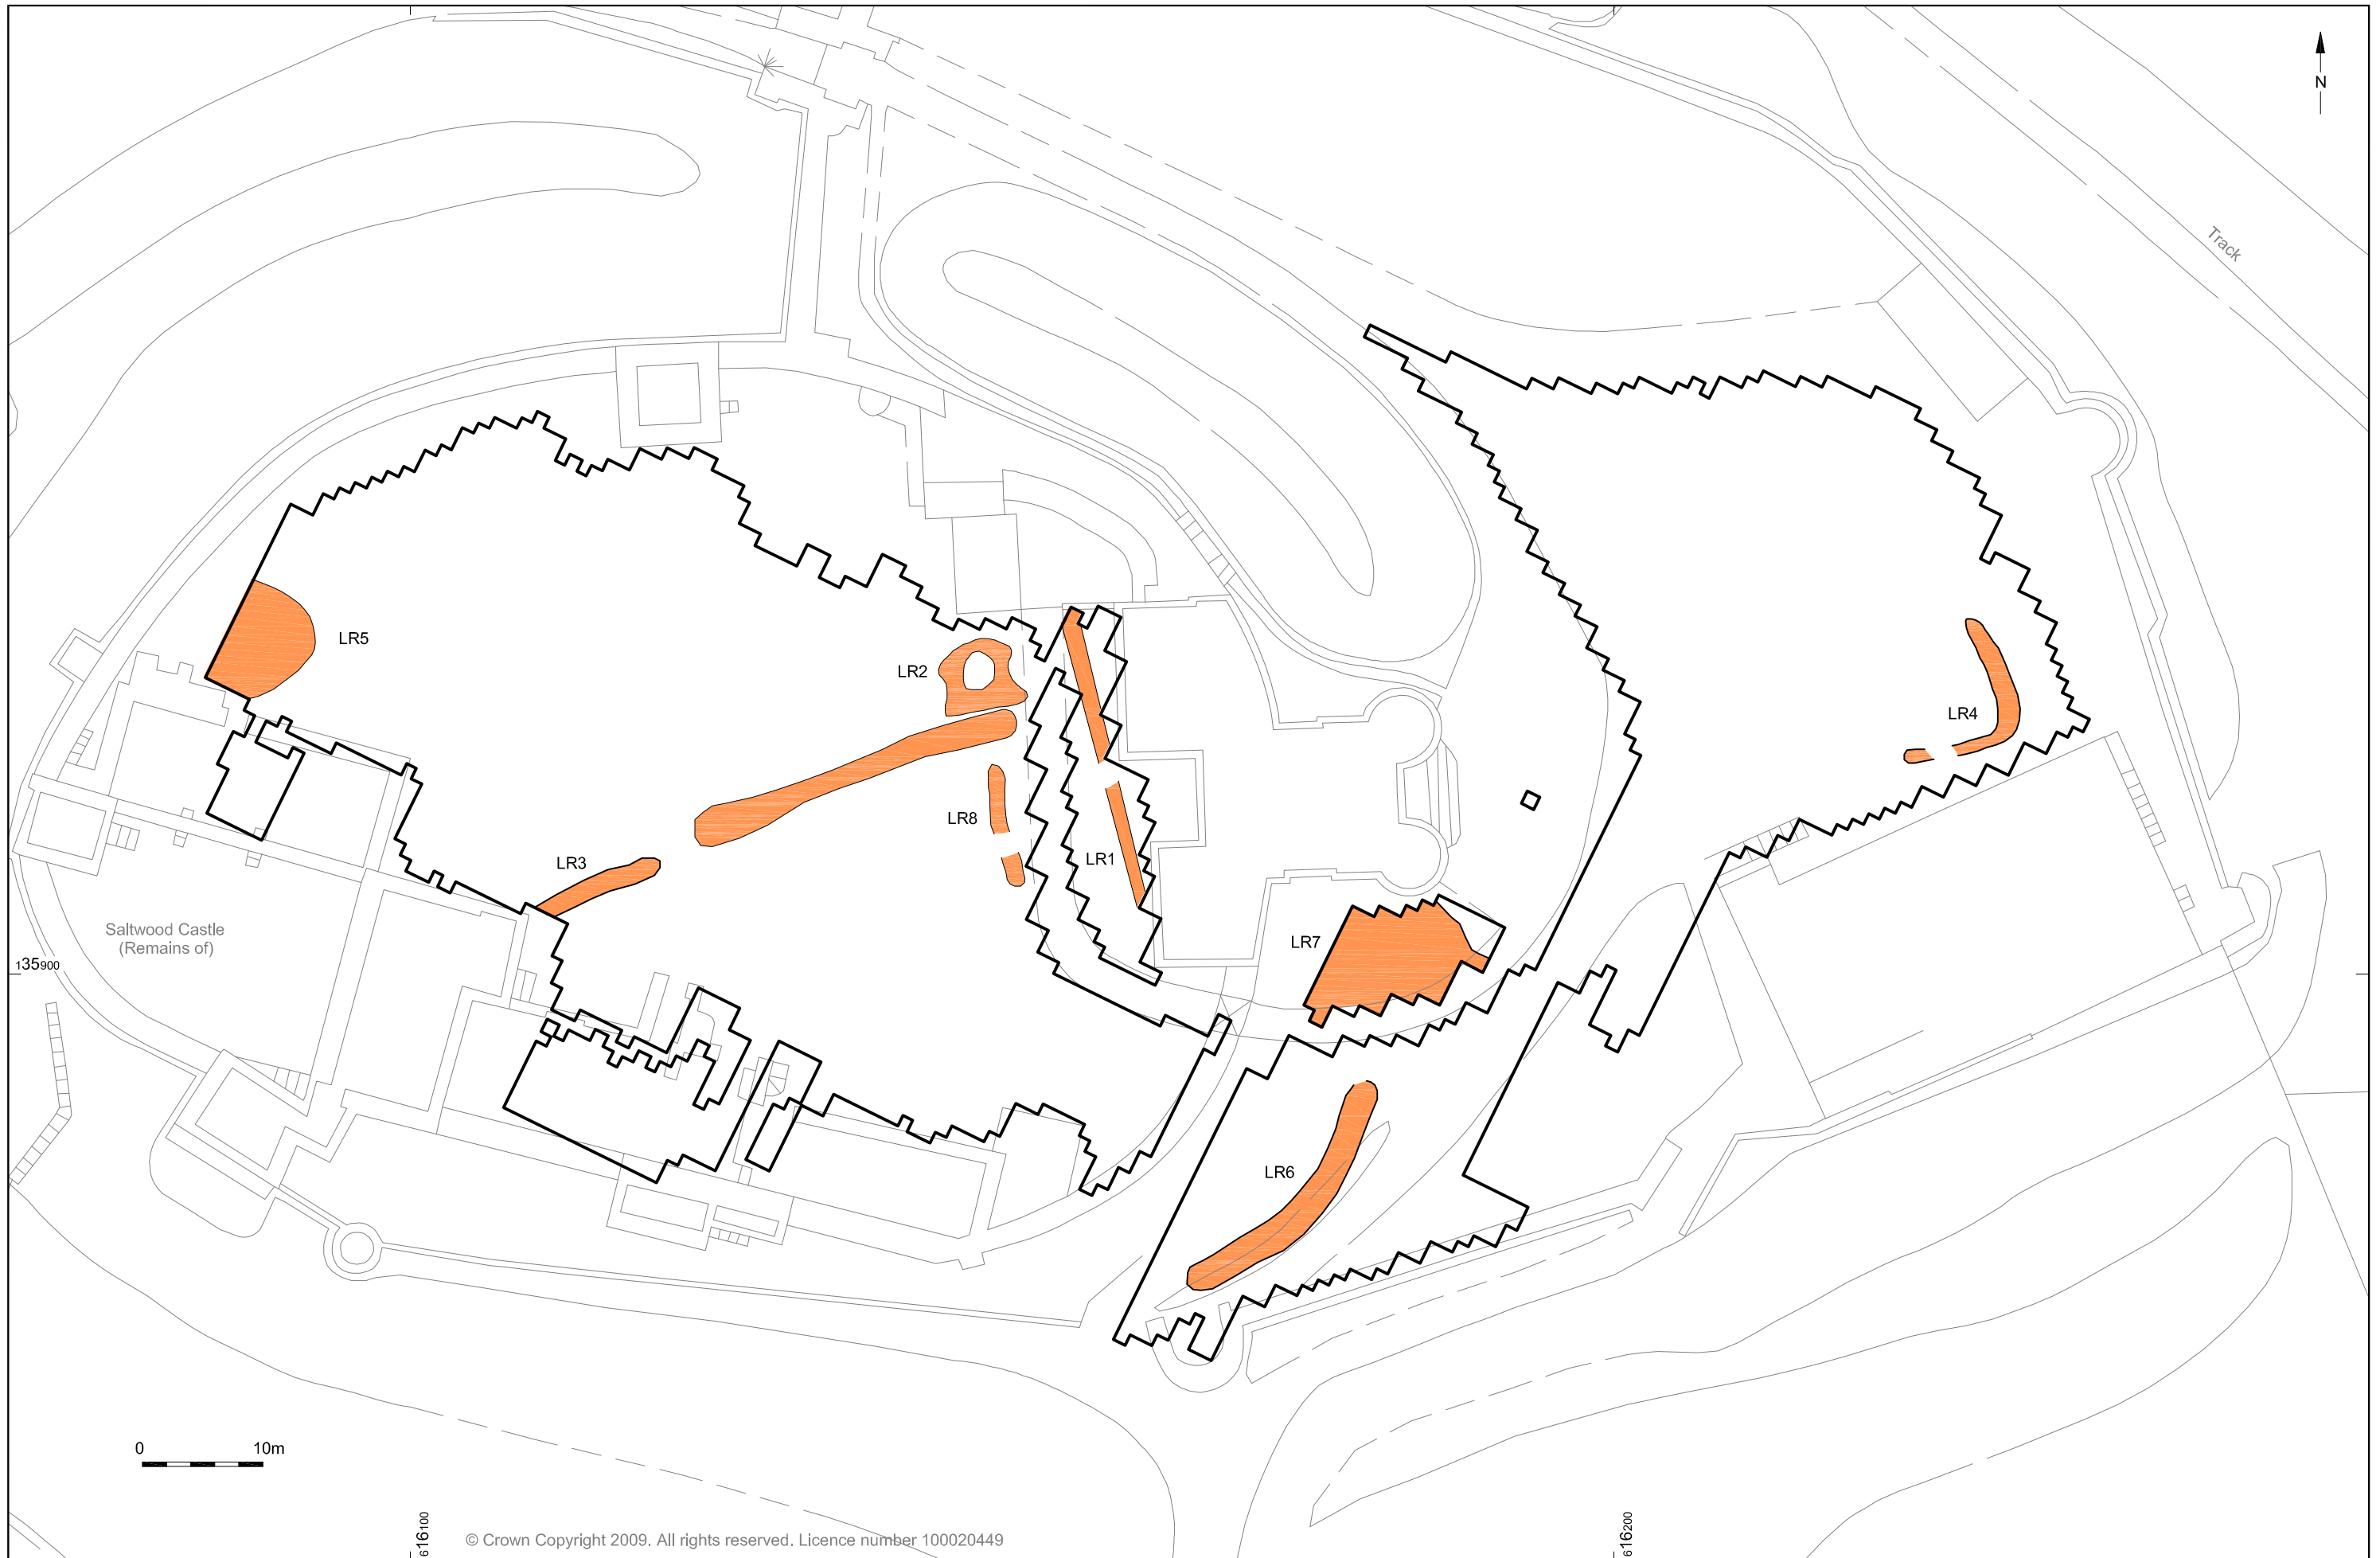 N
Track
LR5
LR2
LR4
LR8
LR1
LR3
Saltwood Castle
(Remains of)
LR7
135900
LR6
0 10m
616100
616200
© Crown Copyright 2009. All rights reserved. Licence number 100020449